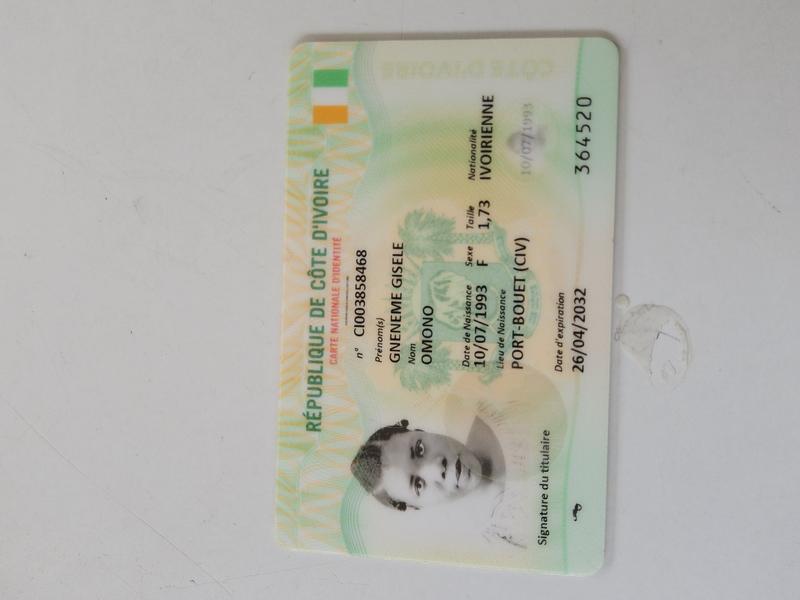 CÔTE D'IVOIRE
RÉPUBLIQUE DE CÔTE D'IVOIRE
CARTE NATIONALE D'IDENTITÉ
n° CI003858468
Prénom(s)
GNENEME GISELE
Nom
OMONO
Date de Naissance Sexe Taille Nationalité
10/07/1993 F 1,73 IVOIRIENNE
Lieu de Naissance
PORT-BOUET (CIV)
10/07/1993
Date d'expiration
26/04/2032
364520
Signature du titulaire